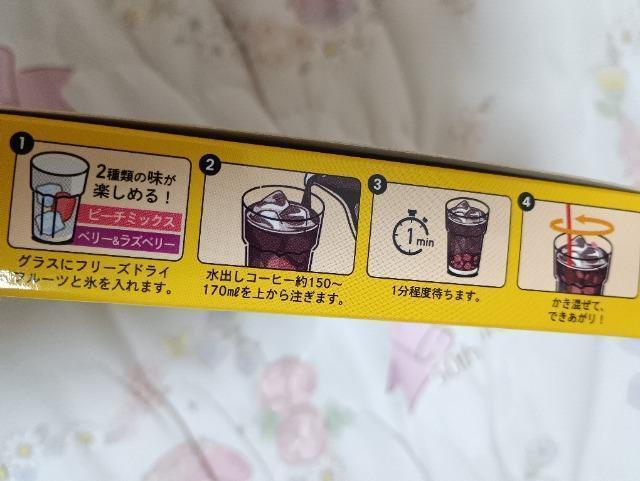 1
2種類の味が
楽しめる！
ピーチミックス
ベリー&ラズベリー
グラスにフリーズドライ
フルーツと氷を入れます。
2
水出しコーヒー約150〜
170mlを上から注ぎます。
3
1min
1分程度待ちます。
4
かき混ぜて、
できあがり！